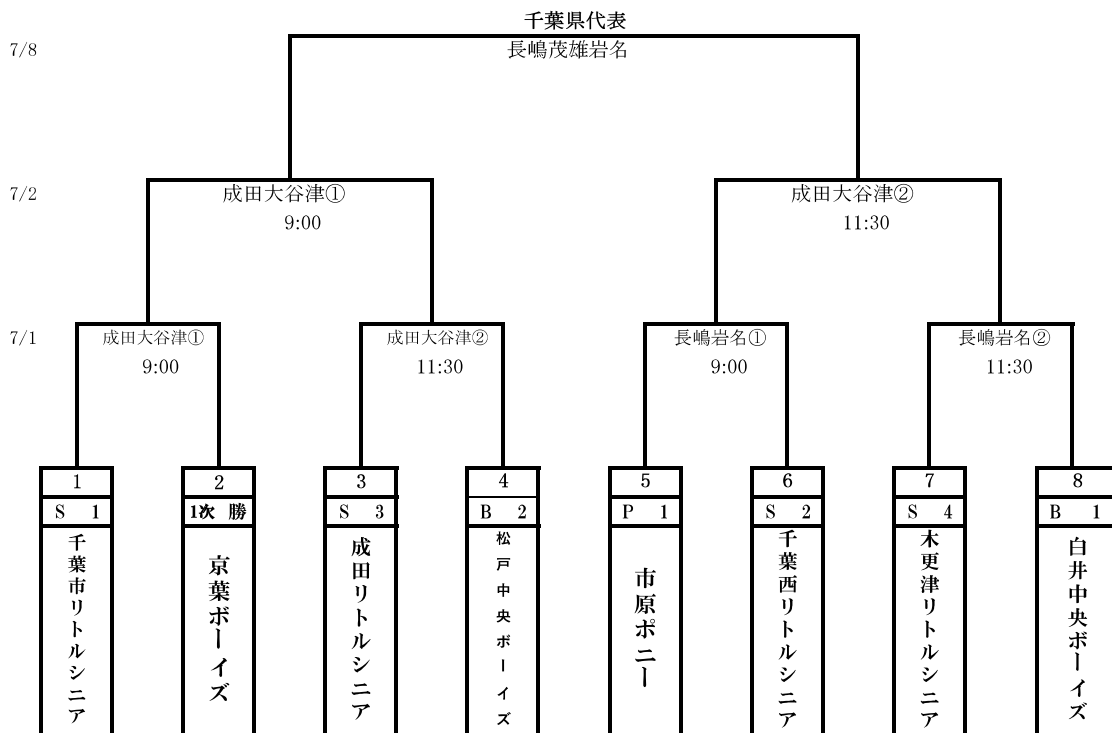 千葉県代表
7/8
長嶋茂雄岩名
7/2
成田大谷津①
9:00
成田大谷津②
11:30
7/1
成田大谷津①
9:00
成田大谷津②
11:30
長嶋岩名①
9:00
長嶋岩名②
11:30
1
S 1
千葉市リトルシニア
2
1次 勝
京葉ボーイズ
3
S 3
成田リトルシニア
4
B 2
松戸中央ボーイズ
5
P 1
市原ポニー
6
S 2
千葉西リトルシニア
7
S 4
木更津リトルシニア
8
B 1
白井中央ボーイズ